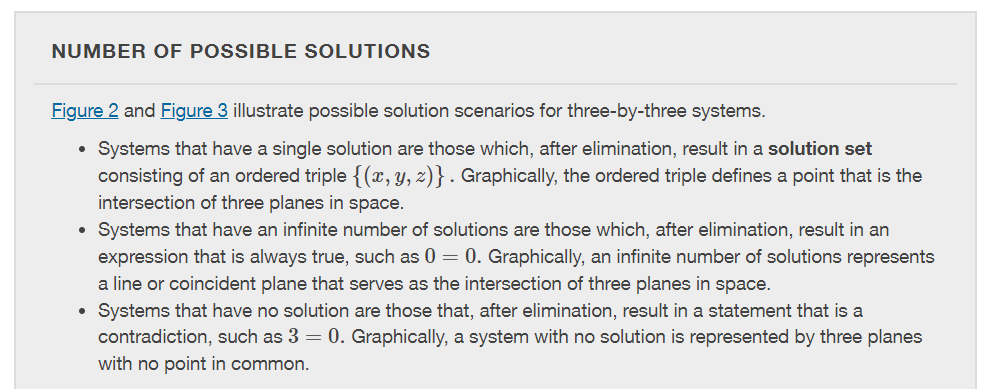 NUMBER OF POSSIBLE SOLUTIONS
Figure 2 and Figure 3 illustrate possible solution scenarios for three-by-three systems.
• Systems that have a single solution are those which, after elimination, result in a solution set
consisting of an ordered triple {(x, y, z)} . Graphically, the ordered triple defines a point that is the
intersection of three planes in space.
• Systems that have an infinite number of solutions are those which, after elimination, result in an
expression that is always true, such as 0 = 0. Graphically, an infinite number of solutions represents
a line or coincident plane that serves as the intersection of three planes in space.
• Systems that have no solution are those that, after elimination, result in a statement that is a
contradiction, such as 3 = 0. Graphically, a system with no solution is represented by three planes
with no point in common.